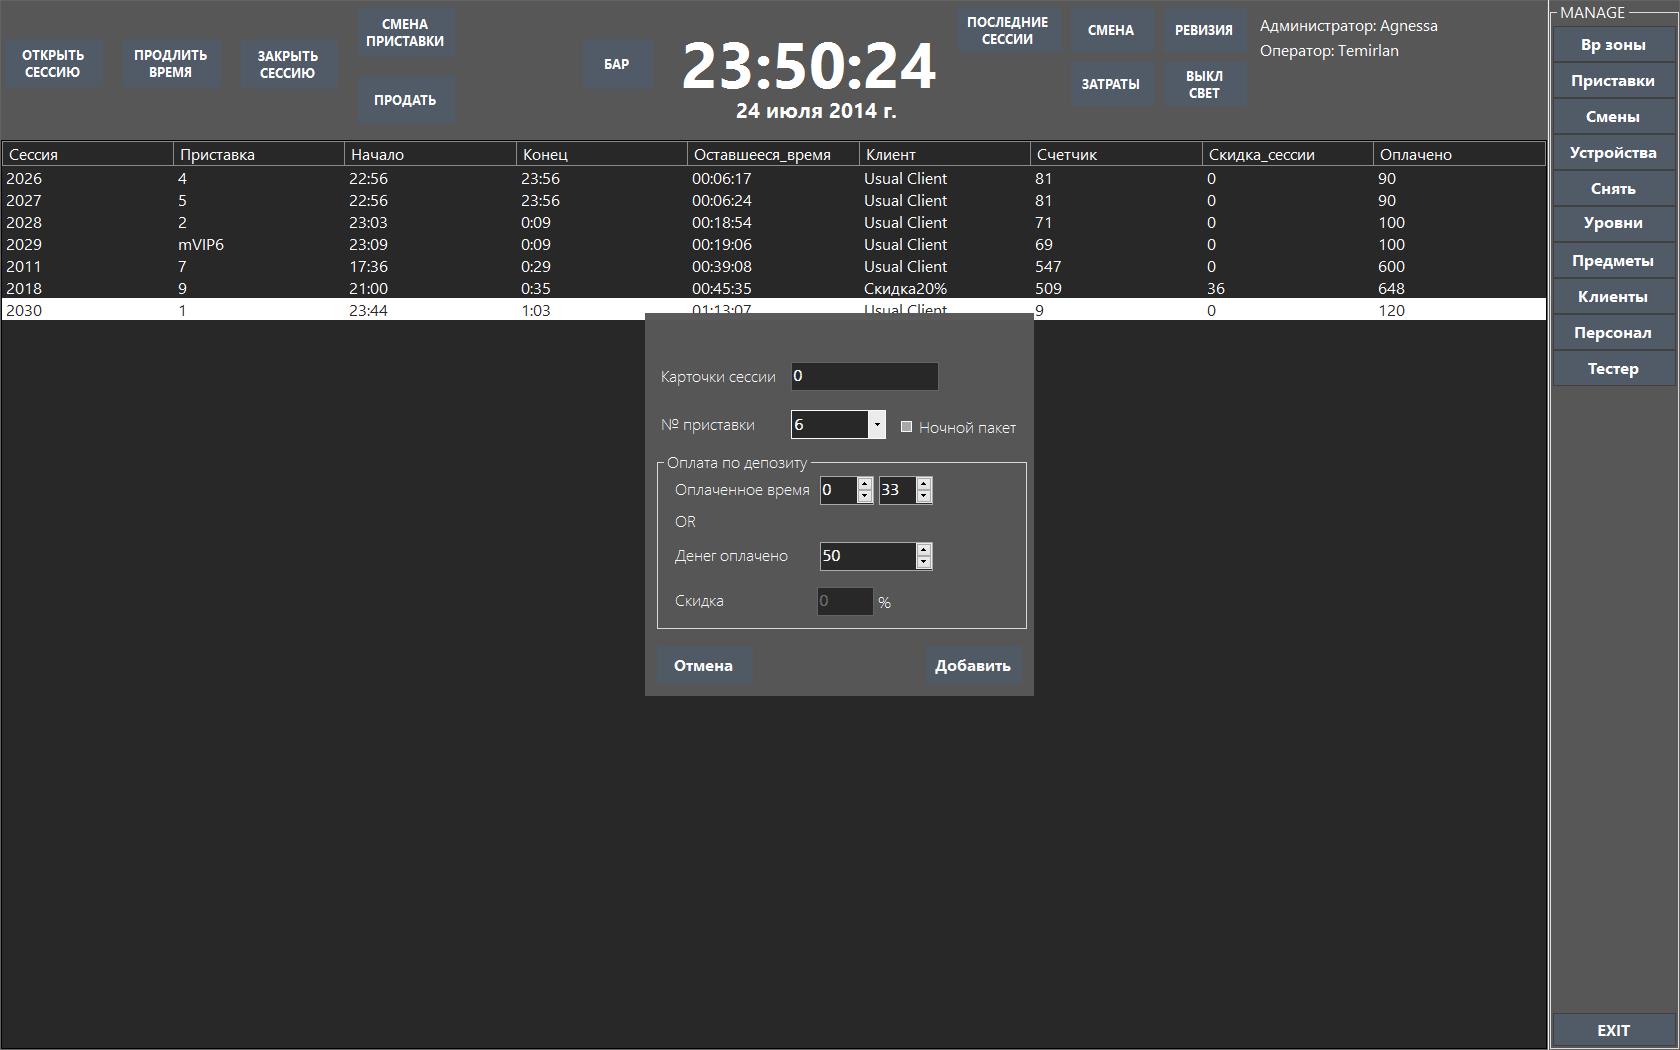 ОТКРЫТЬ
СЕССИЮ
ПРОДЛИТЬ
ВРЕМЯ
ЗАКРЫТЬ
СЕССИЮ
СМЕНА
ПРИСТАВКИ
ПРОДАТЬ
БАР
23:50:24
24 июля 2014 г.
ПОСЛЕДНИЕ
СЕССИИ
СМЕНА
РЕВИЗИЯ
ЗАТРАТЫ
ВЫКЛ
СВЕТ
Администратор: Agnessa
Оператор: Temirlan
Сессия Приставка Начало Конец Оставшееся_время Клиент Счетчик Скидка_сессии Оплачено
2026 4 22:56 23:56 00:06:17 Usual Client 81 0 90
2027 5 22:56 23:56 00:06:24 Usual Client 81 0 90
2028 2 23:03 0:09 00:18:54 Usual Client 71 0 100
2029 mVIP6 23:09 0:09 00:19:06 Usual Client 69 0 100
2011 7 17:36 0:29 00:39:08 Usual Client 547 0 600
2018 9 21:00 0:35 00:45:35 Скидка20% 509 36 648
2030 1 23:44 1:03 01:13:07 Usual Client 9 0 120
Карточки сессии 0
№ приставки 6 Ночной пакет
Оплата по депозиту
Оплаченное время 0 33
OR
Денег оплачено 50
Скидка 0 %
Отмена Добавить
MANAGE
Вр зоны
Приставки
Смены
Устройства
Снять
Уровни
Предметы
Клиенты
Персонал
Тестер
EXIT